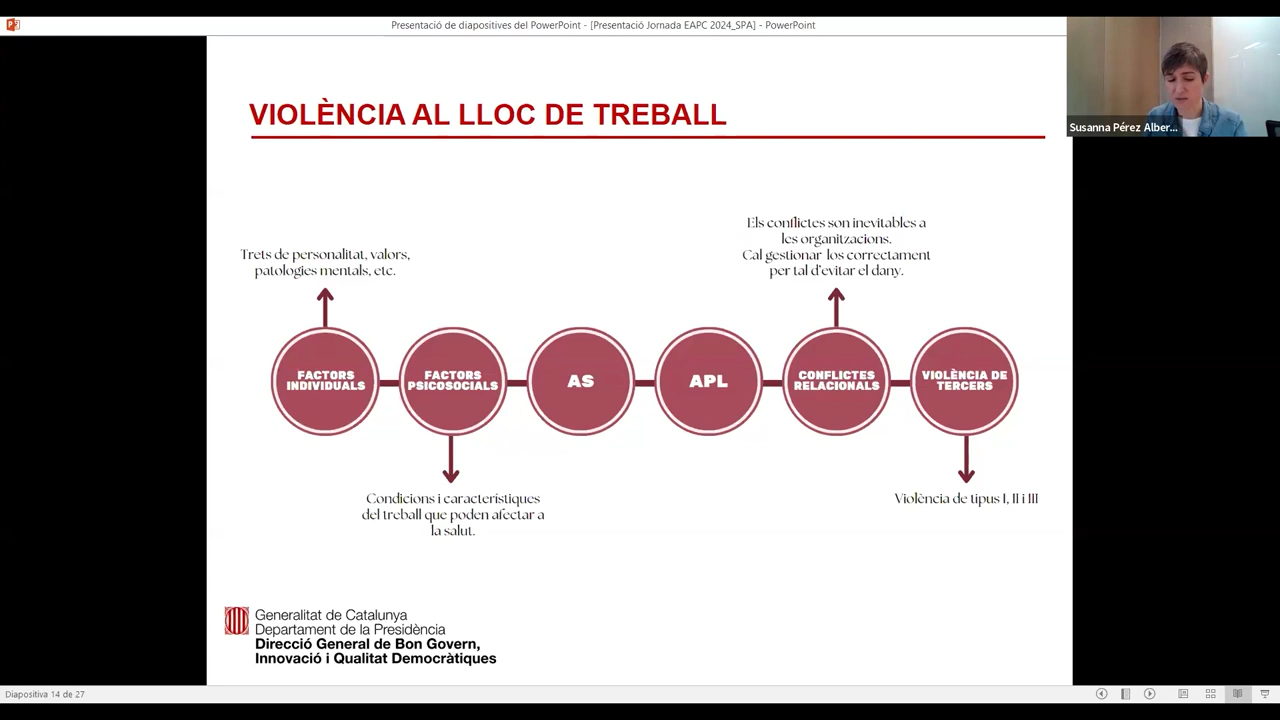 Presentació de diapositives del PowerPoint - [Presentació Jornada EAPC 2024_SPA] - PowerPoint
Susanna Pérez Alber...
VIOLÈNCIA AL LLOC DE TREBALL
Els conflictes son inevitables a
les organitzacions.
Cal gestionar-los correctament
per tal d'evitar el dany.
Trets de personalitat, valors,
patologies mentals, etc.
FACTORS
INDIVIDUALS
FACTORS
PSICOSOCIALS
AS
APL
CONFLICTES
RELACIONALS
VIOLÈNCIA DE
TERCERS
Condicions i característiques
del treball que poden afectar a
la salut.
Violència de tipus I, II i III
Generalitat de Catalunya
Departament de la Presidència
Direcció General de Bon Govern,
Innovació i Qualitat Democràtiques
Diapositiva 14 de 27